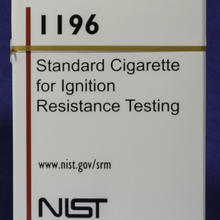 1196
Standard Cigarette
for Ignition
Resistance Testing
www.nist.gov/srm
NIST